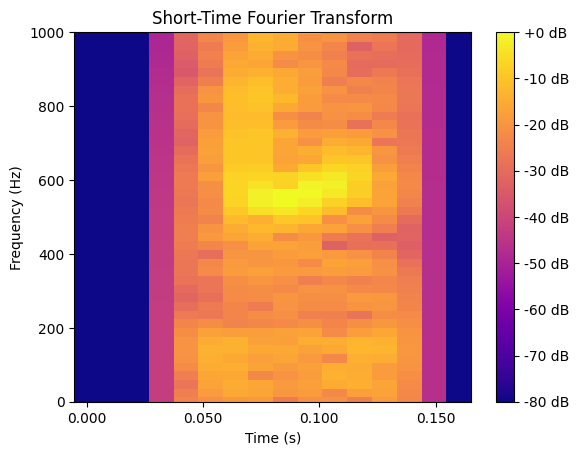 Short-Time Fourier Transform
1000
800
600
400
200
0
Frequency (Hz)
0.000
0.050
0.100
0.150
Time (s)
+0 dB
-10 dB
-20 dB
-30 dB
-40 dB
-50 dB
-60 dB
-70 dB
-80 dB